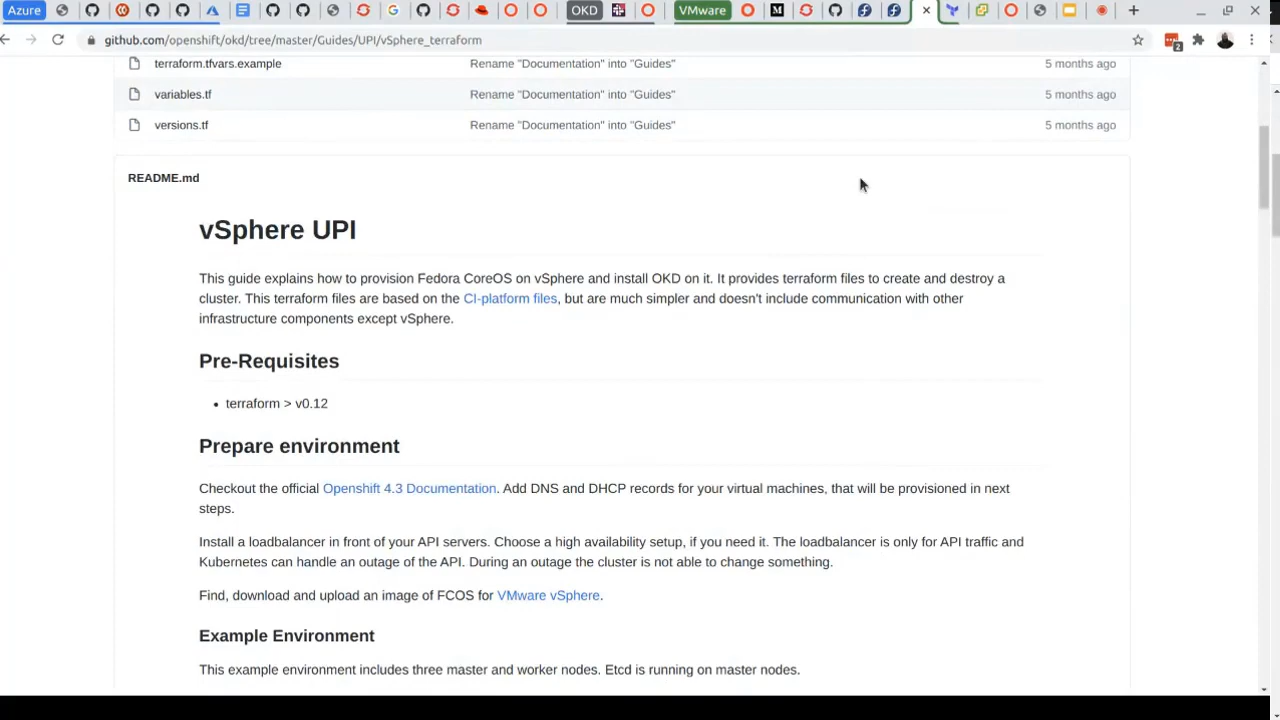 Azure
OKD
VMware
github.com/openshift/okd/tree/master/Guides/UPI/vSphere_terraform
2
terraform.tfvars.example Rename "Documentation" into "Guides" 5 months ago
variables.tf Rename "Documentation" into "Guides" 5 months ago
versions.tf Rename "Documentation" into "Guides" 5 months ago
README.md
vSphere UPI
This guide explains how to provision Fedora CoreOS on vSphere and install OKD on it. It provides terraform files to create and destroy a
cluster. This terraform files are based on the CI-platform files, but are much simpler and doesn't include communication with other
infrastructure components except vSphere.
Pre-Requisites
• terraform > v0.12
Prepare environment
Checkout the official Openshift 4.3 Documentation. Add DNS and DHCP records for your virtual machines, that will be provisioned in next
steps.
Install a loadbalancer in front of your API servers. Choose a high availability setup, if you need it. The loadbalancer is only for API traffic and
Kubernetes can handle an outage of the API. During an outage the cluster is not able to change something.
Find, download and upload an image of FCOS for VMware vSphere.
Example Environment
This example environment includes three master and worker nodes. Etcd is running on master nodes.